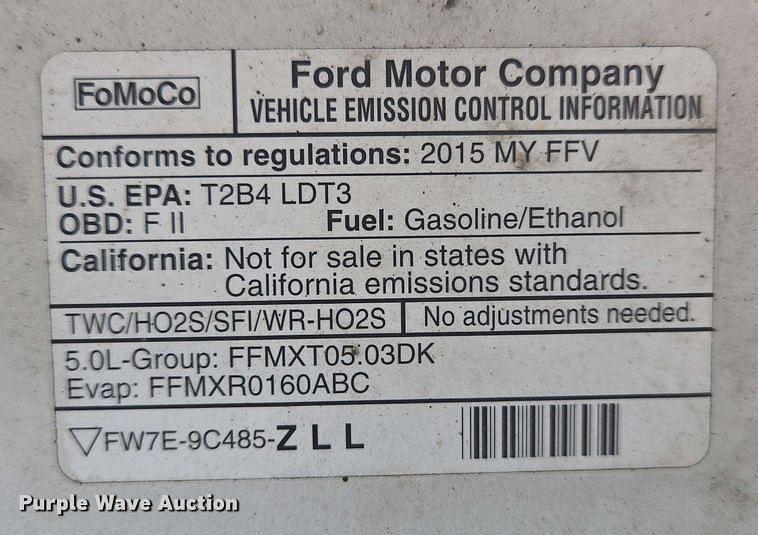 FoMoCo
Ford Motor Company
VEHICLE EMISSION CONTROL INFORMATION
Conforms to regulations: 2015 MY FFV
U.S. EPA: T2B4 LDT3
OBD: F II Fuel: Gasoline/Ethanol
California: Not for sale in states with
California emissions standards.
TWC/HO2S/SFI/WR-HO2S No adjustments needed.
5.0L-Group: FFMXT05.03DK
Evap: FFMXR0160ABC
▽FW7E-9C485-Z L L
Purple Wave Auction